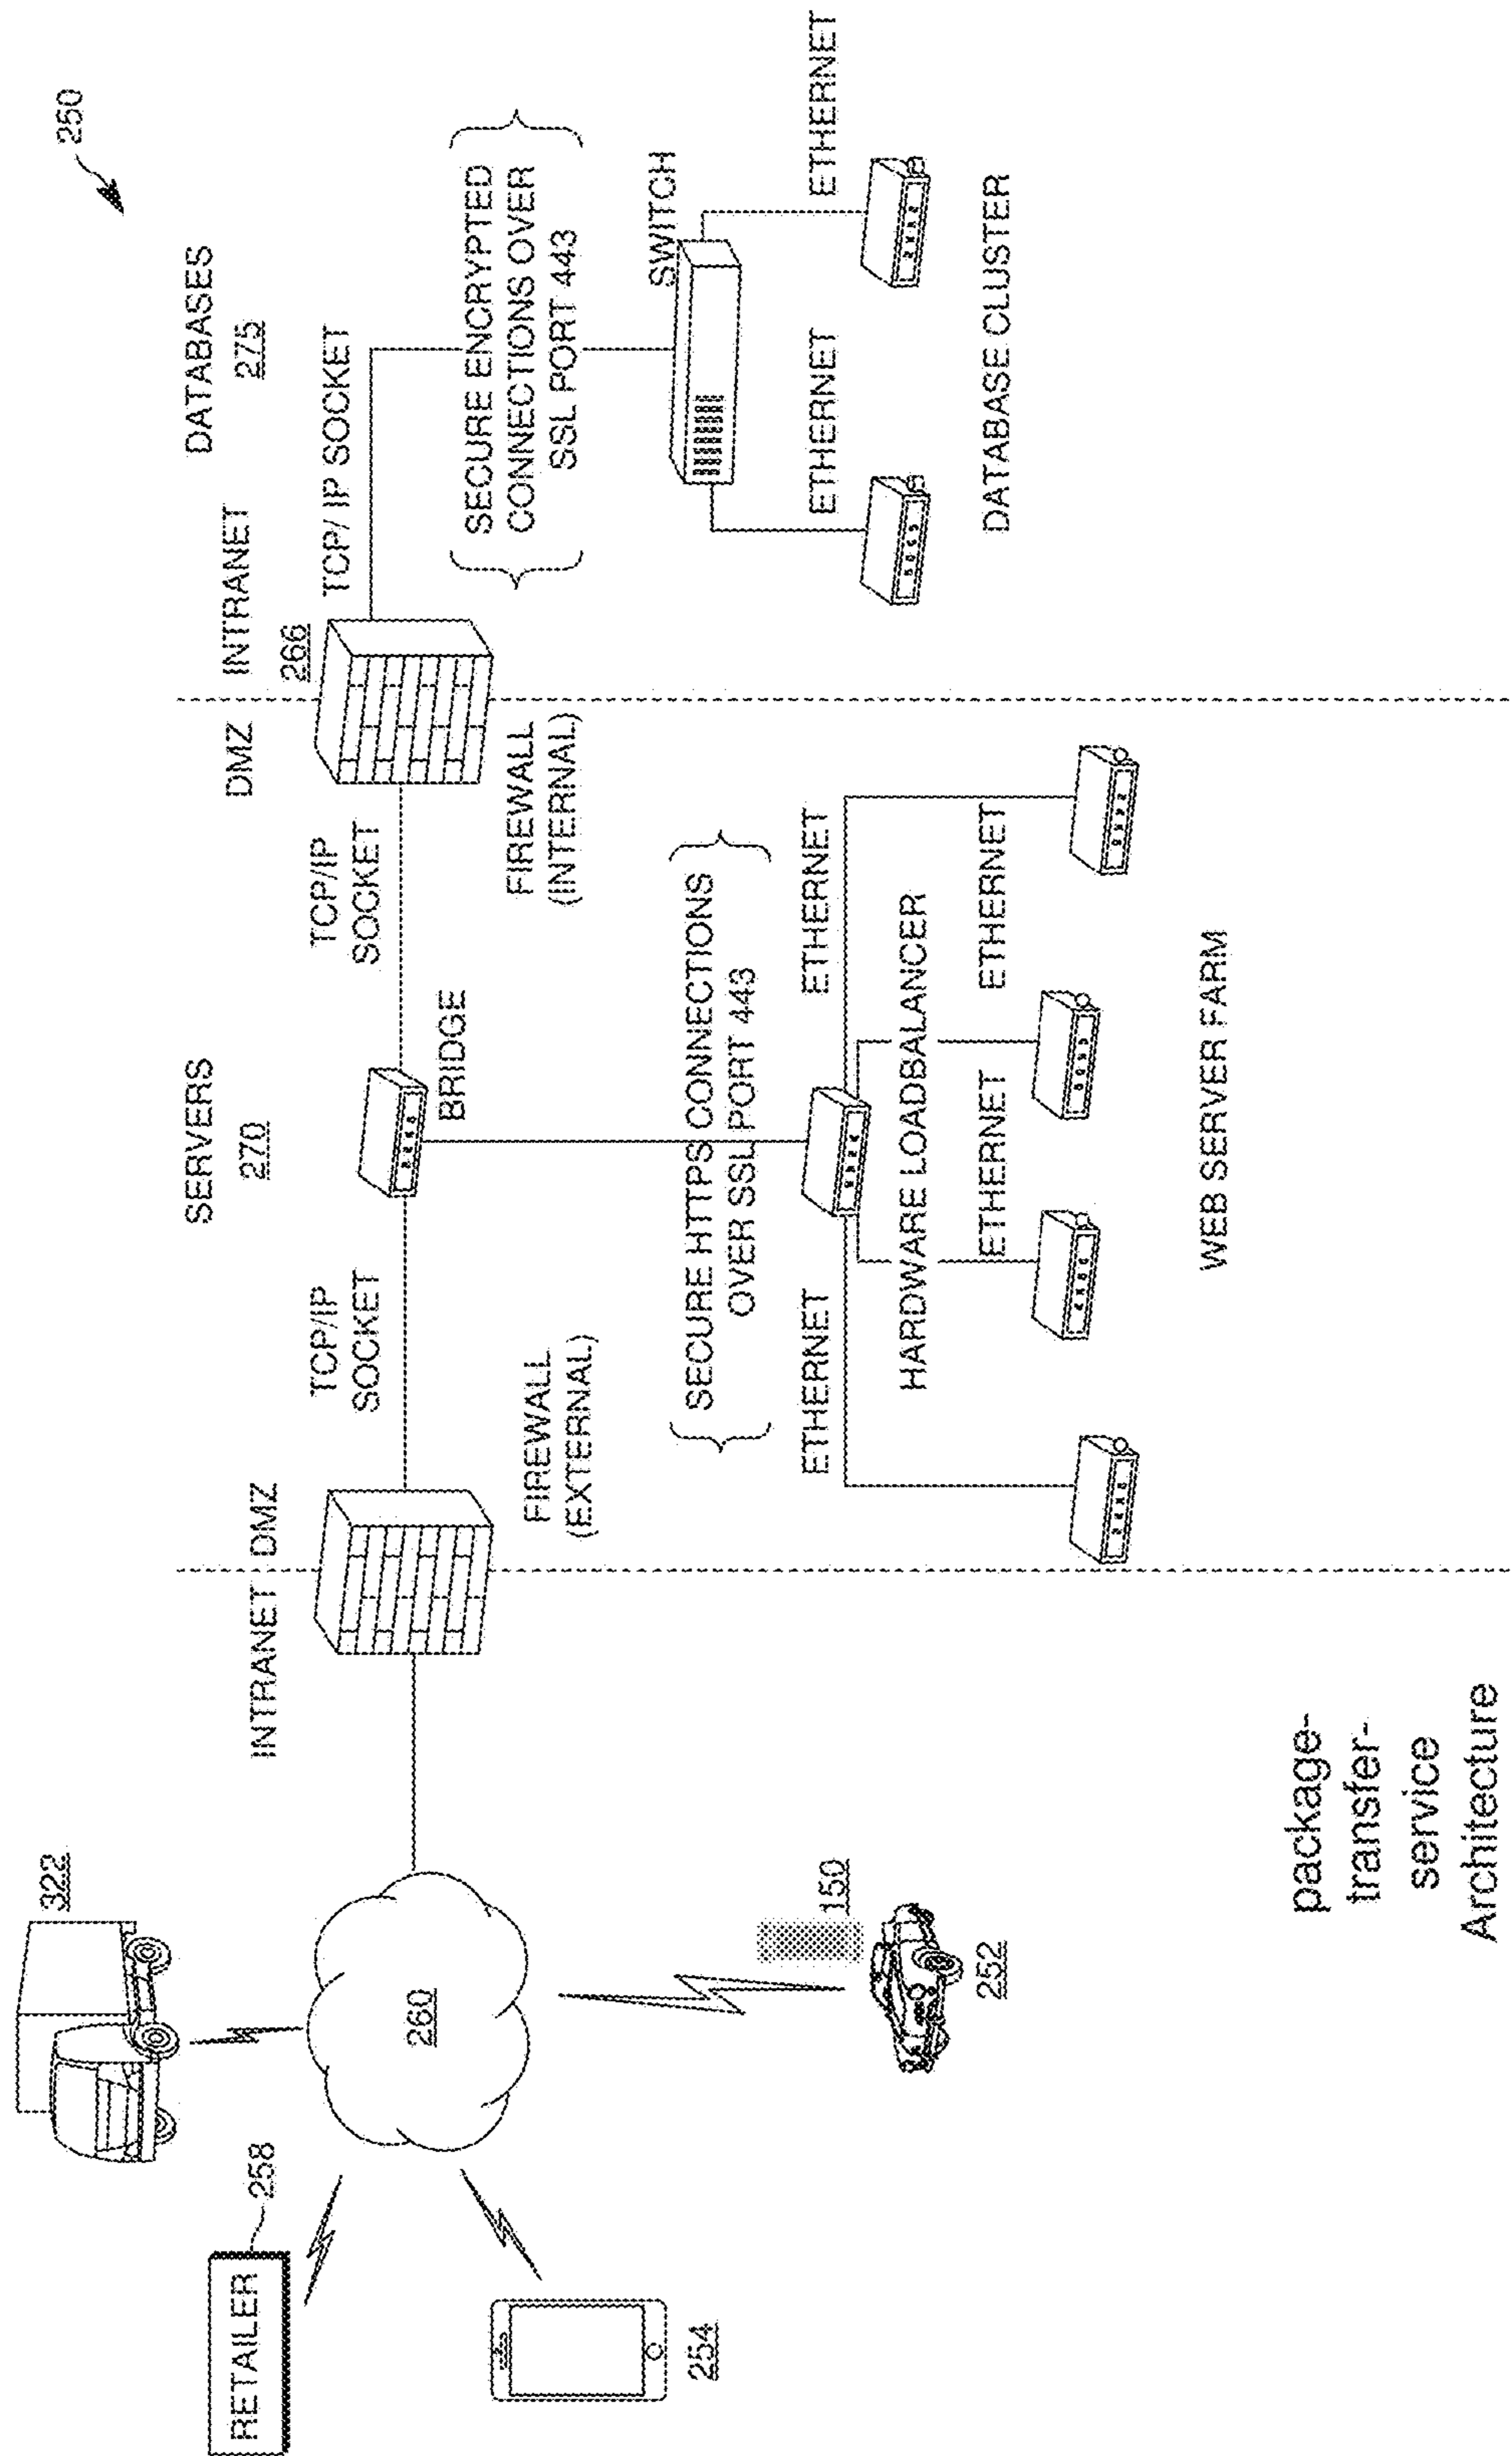 250
SERVERS
270
DATABASES
275
INTRANET
DMZ
DMZ
INTRANET
266
322
RETAILER
258
260
254
150
252
TCP/IP
SOCKET
BRIDGE
TCP/IP
SOCKET
TCP/ IP SOCKET
FIREWALL
(EXTERNAL)
FIREWALL
(INTERNAL)
SECURE HTTPS CONNECTIONS
OVER SSL PORT 443
ETHERNET
ETHERNET
HARDWARE LOADBALANCER
ETHERNET
ETHERNET
WEB SERVER FARM
SECURE ENCRYPTED
CONNECTIONS OVER
SSL PORT 443
SWITCH
ETHERNET
ETHERNET
DATABASE CLUSTER
package-
transfer-
service
Architecture